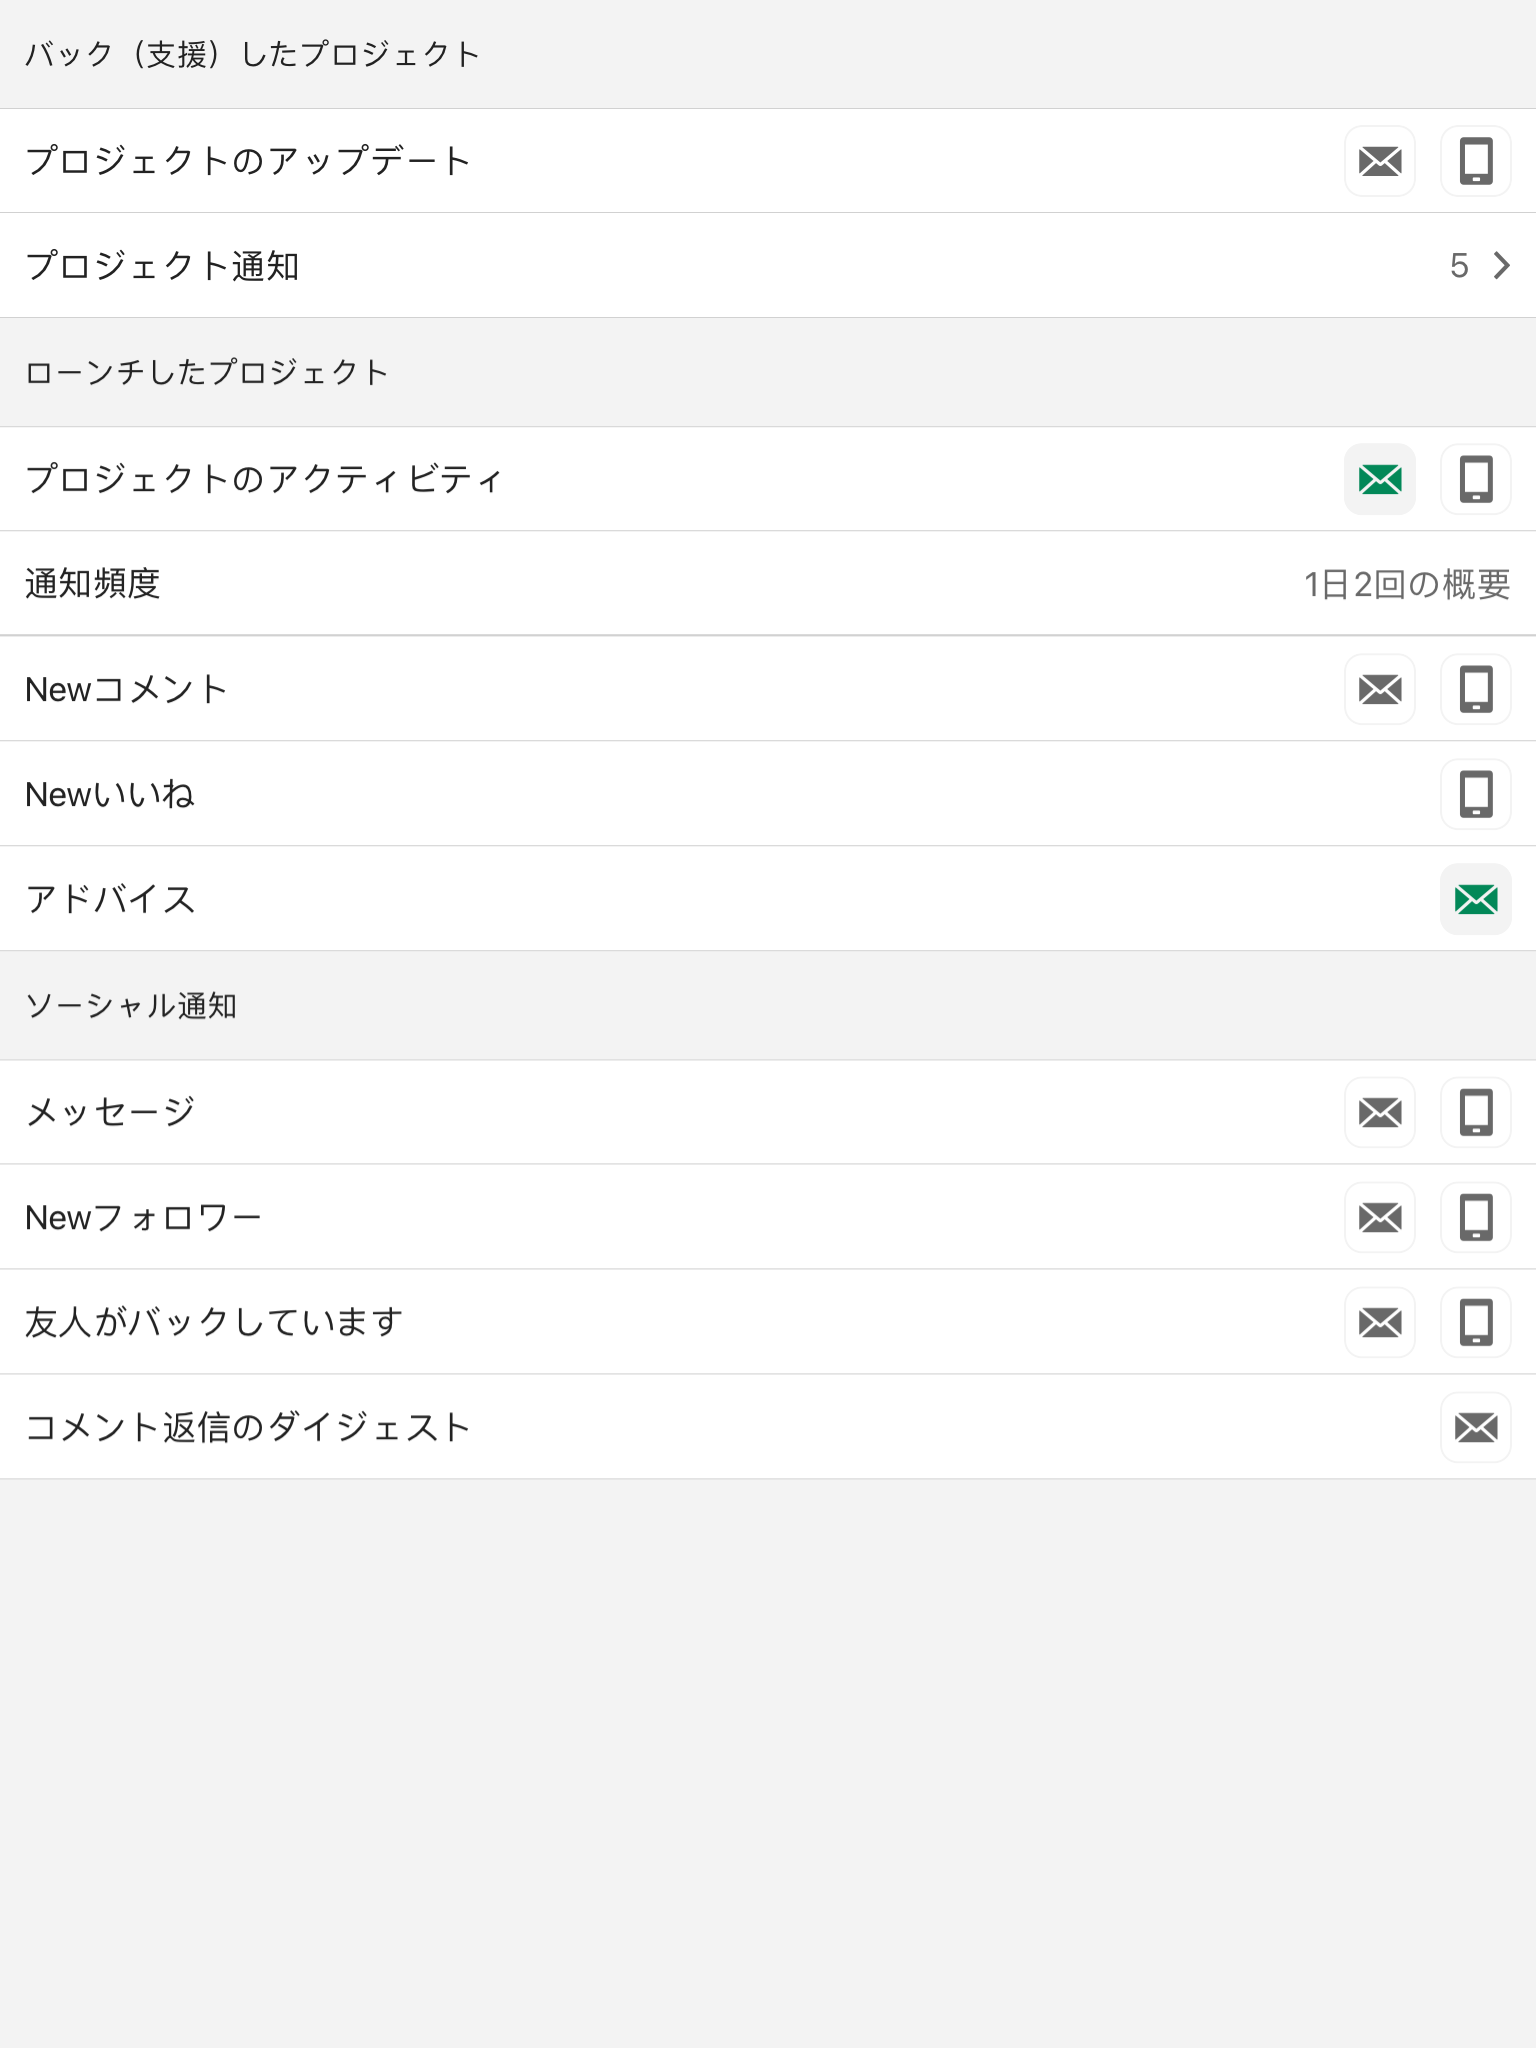 バック（支援）したプロジェクト
プロジェクトのアップデート
プロジェクト通知 5
ローンチしたプロジェクト
プロジェクトのアクティビティ
通知頻度 1日2回の概要
Newコメント
Newいいね
アドバイス
ソーシャル通知
メッセージ
Newフォロワー
友人がバックしています
コメント返信のダイジェスト